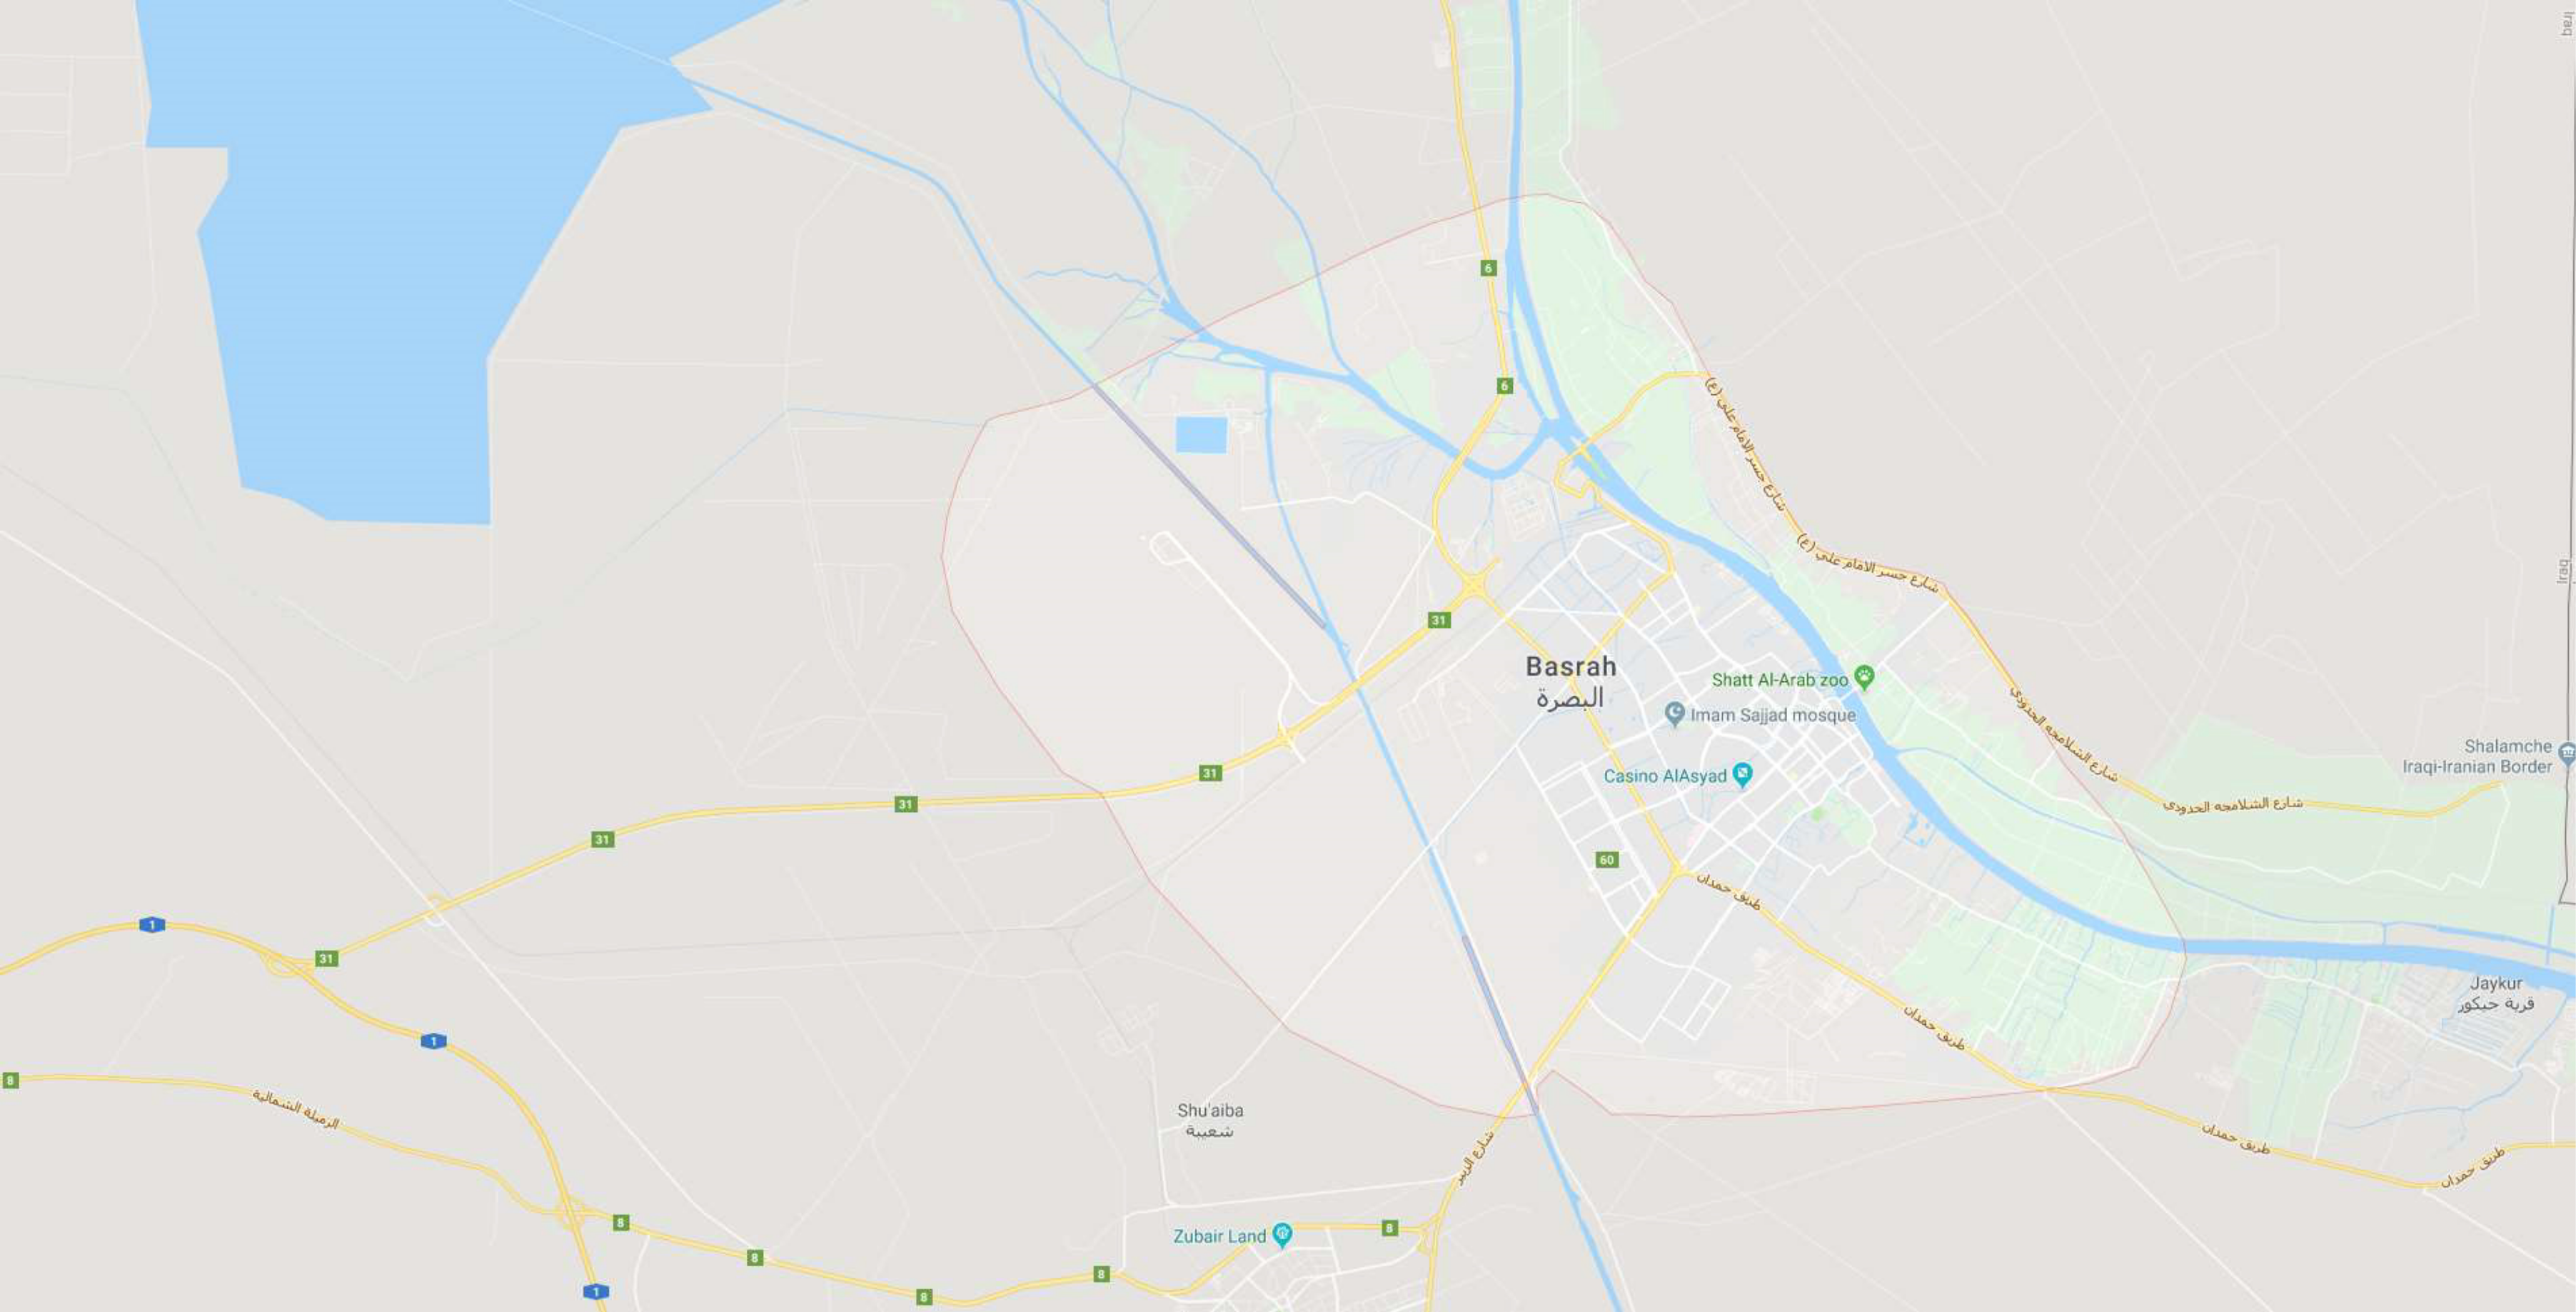 Iraq
6
6
شارع جسر الامام علي (ع)
شارع جسر الامام علي (ع)
Iraq
31
Basrah
البصرة
Shatt Al-Arab zoo
Imam Sajjad mosque
شارع الشلامجه الحدودي
Shalamche
Iraqi-Iranian Border
31
Casino AlAsyad
31
شارع الشلامجه الحدودي
31
60
طريق حمدان
1
31
Jaykur
قرية جيكور
طريق حمدان
1
8
الرميلة الشمالية
Shu'aiba
شعيبة
طريق حمدان
شارع الزبير
طريق حمدان
8
8
Zubair Land
8
8
8
1